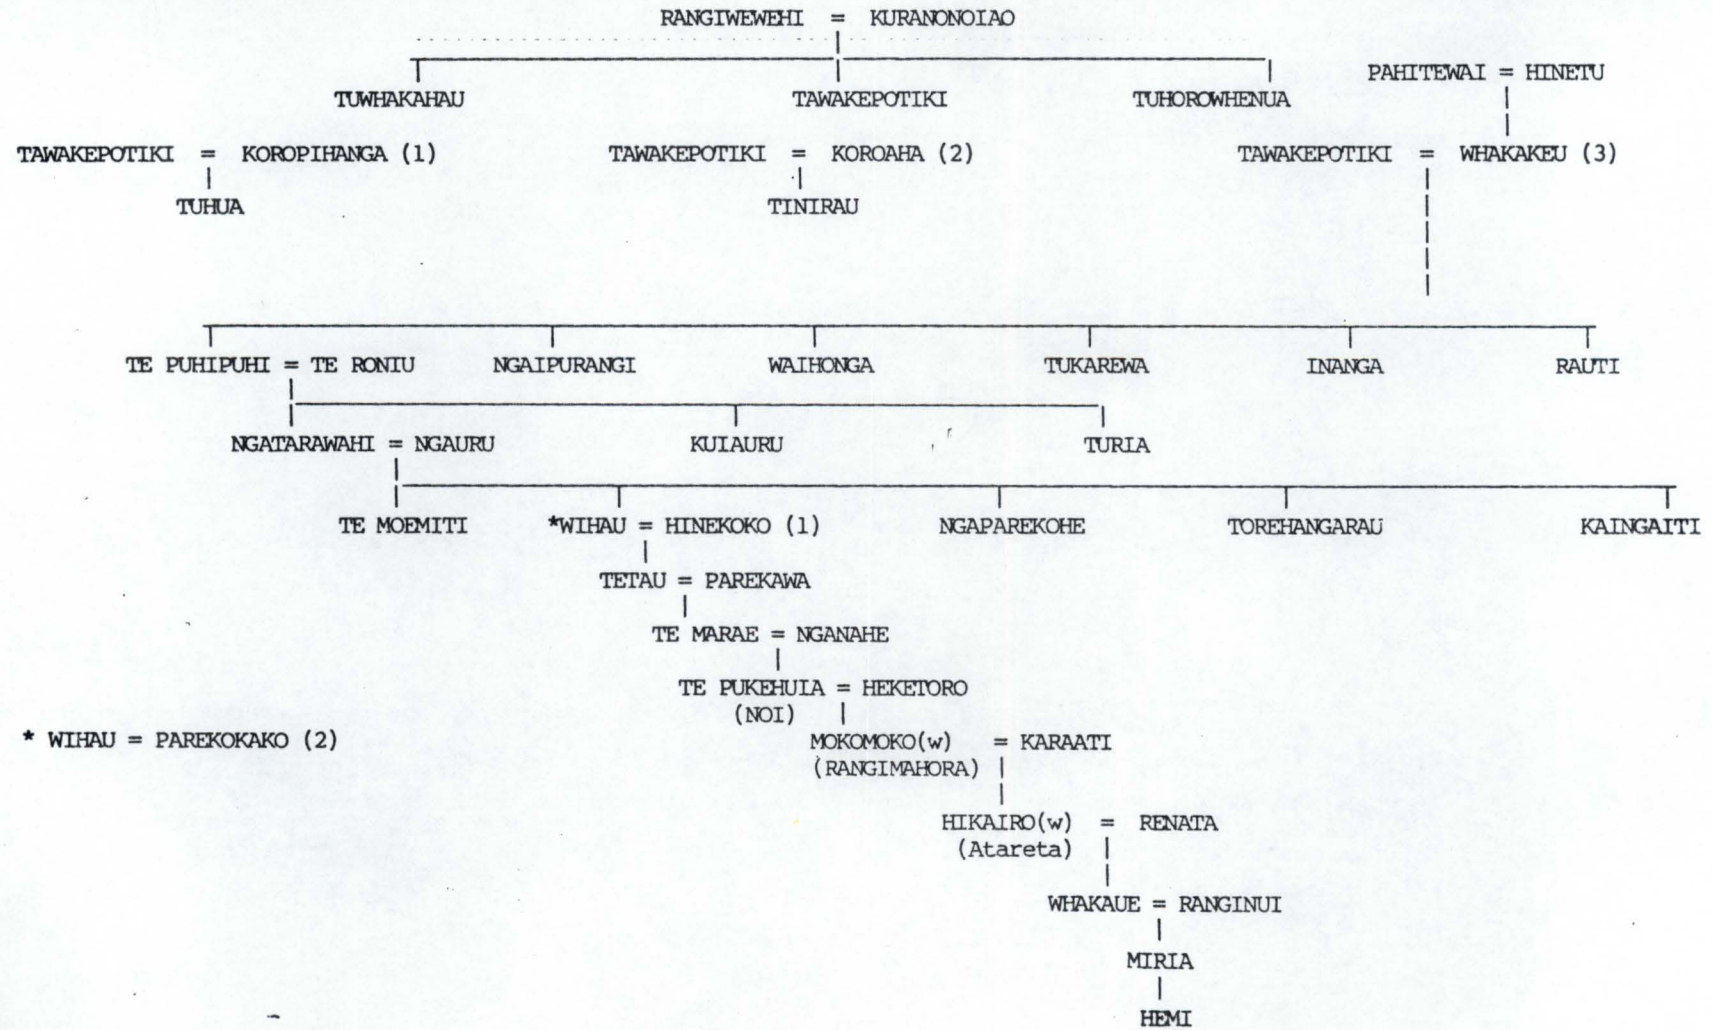 RANGIWEWEHI = KURANONOIAO
PAHITEWAI = HINETU
TUWHAKAHAU TAWAKEPOTIKI TUHOROWHENUA
TAWAKEPOTIKI = KOROPIHANGA (1) TAWAKEPOTIKI = KOROAHA (2) TAWAKEPOTIKI = WHAKAKEU (3)
TUHUA TINIRAU
TE PUHIPUHI = TE RONIU NGAIPURANGI WAIHONGA TUKAREWA INANGA RAUTI
NGATARAWAHI = NGAURU KUIAURU TURIA
TE MOEMITI *WIHAU = HINEKOKO (1) NGAPAREKOHE TOREHANGARAU KAINGAITI
TETAU = PAREKAWA
TE MARAE = NGANAHE
TE PUKEHUIA = HEKETORO
(NOI)
* WIHAU = PAREKOKAKO (2) MOKOMOKO(w) = KARAATI
(RANGIMAHORA)
HIKAIRO(w) = RENATA
(Atareta)
WHAKAUE = RANGINUI
MIRIA
HEMI